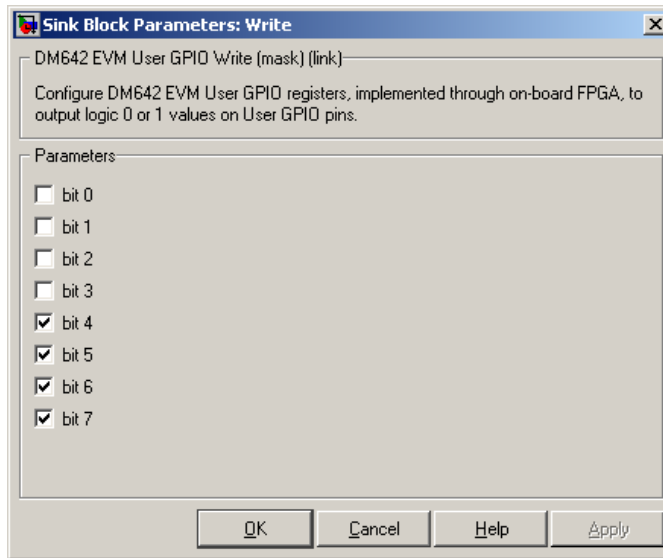 Sink Block Parameters: Write
DM642 EVM User GPIO Write (mask) (link)
Configure DM642 EVM User GPIO registers, implemented through on-board FPGA, to
output logic 0 or 1 values on User GPIO pins.
Parameters
bit 0
bit 1
bit 2
bit 3
bit 4
bit 5
bit 6
bit 7
OK Cancel Help Apply